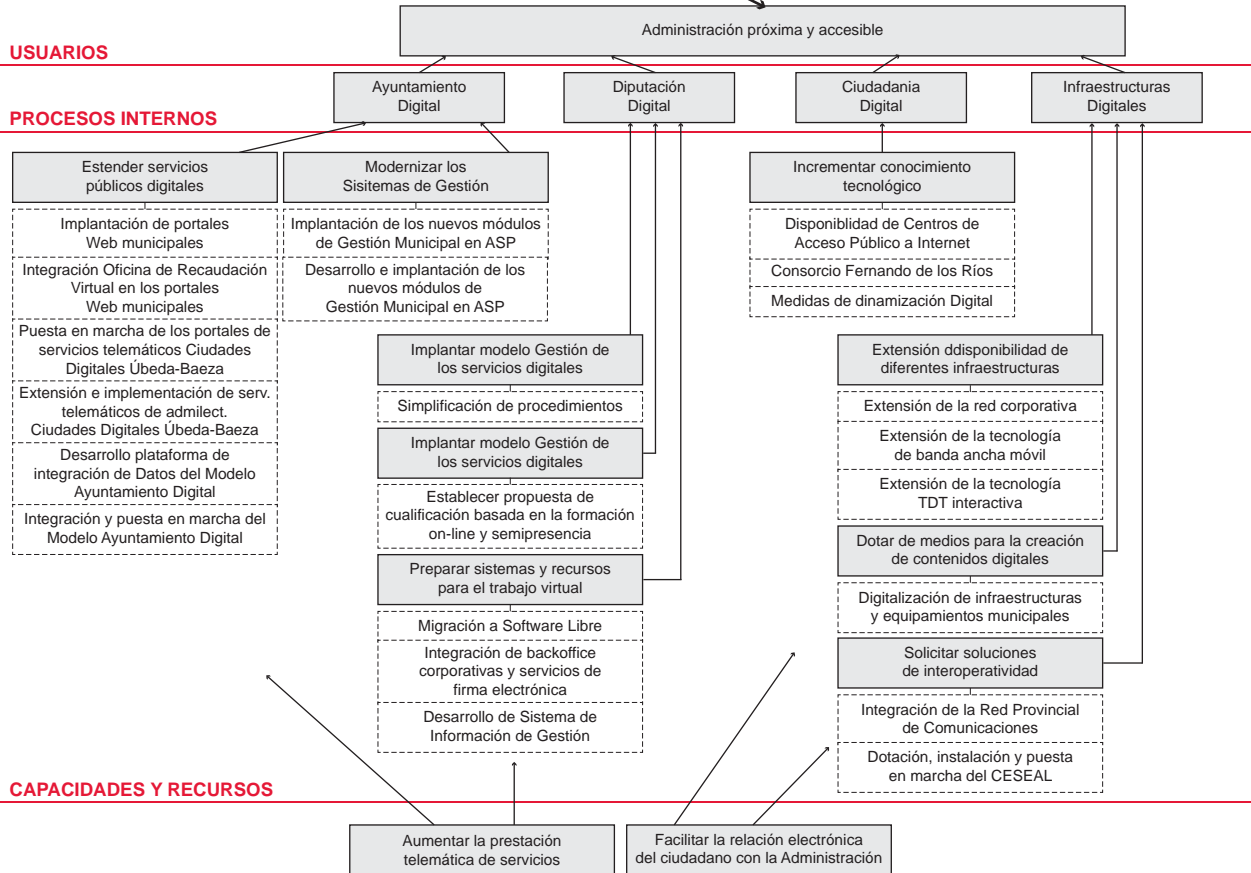 Administración próxima y accesible
USUARIOS
Ayuntamiento
Digital
Diputación
Digital
Ciudadania
Digital
Infraestructuras
Digitales
PROCESOS INTERNOS
Estender servicios
públicos digitales
Implantación de portales
Web municipales
Integración Oficina de Recaudación
Virtual en los portales
Web municipales
Puesta en marcha de los portales de
servicios telemáticos Ciudades
Digitales Úbeda-Baeza
Extensión e implementación de serv.
telemáticos de admilect.
Ciudades Digitales Úbeda-Baeza
Desarrollo plataforma de
integración de Datos del Modelo
Ayuntamiento Digital
Integración y puesta en marcha del
Modelo Ayuntamiento Digital
Modernizar los
Sisitemas de Gestión
Implantación de los nuevos módulos
de Gestión Municipal en ASP
Desarrollo e implantación de los
nuevos módulos de
Gestión Municipal en ASP
Implantar modelo Gestión de
los servicios digitales
Simplificación de procedimientos
Implantar modelo Gestión de
los servicios digitales
Establecer propuesta de
cualificación basada en la formación
on-line y semipresencia
Preparar sistemas y recursos
para el trabajo virtual
Migración a Software Libre
Integración de backoffice
corporativas y servicios de
firma electrónica
Desarrollo de Sistema de
Información de Gestión
Incrementar conocimiento
tecnológico
Disponiblidad de Centros de
Acceso Público a Internet
Consorcio Fernando de los Ríos
Medidas de dinamización Digital
Extensión ddisponibilidad de
diferentes infraestructuras
Extensión de la red corporativa
Extensión de la tecnología
de banda ancha móvil
Extensión de la tecnología
TDT interactiva
Dotar de medios para la creación
de contenidos digitales
Digitalización de infraestructuras
y equipamientos municipales
Solicitar soluciones
de interoperatividad
Integración de la Red Provincial
de Comunicaciones
Dotación, instalación y puesta
en marcha del CESEAL
CAPACIDADES Y RECURSOS
Aumentar la prestación
telemática de servicios
Facilitar la relación electrónica
del ciudadano con la Administración